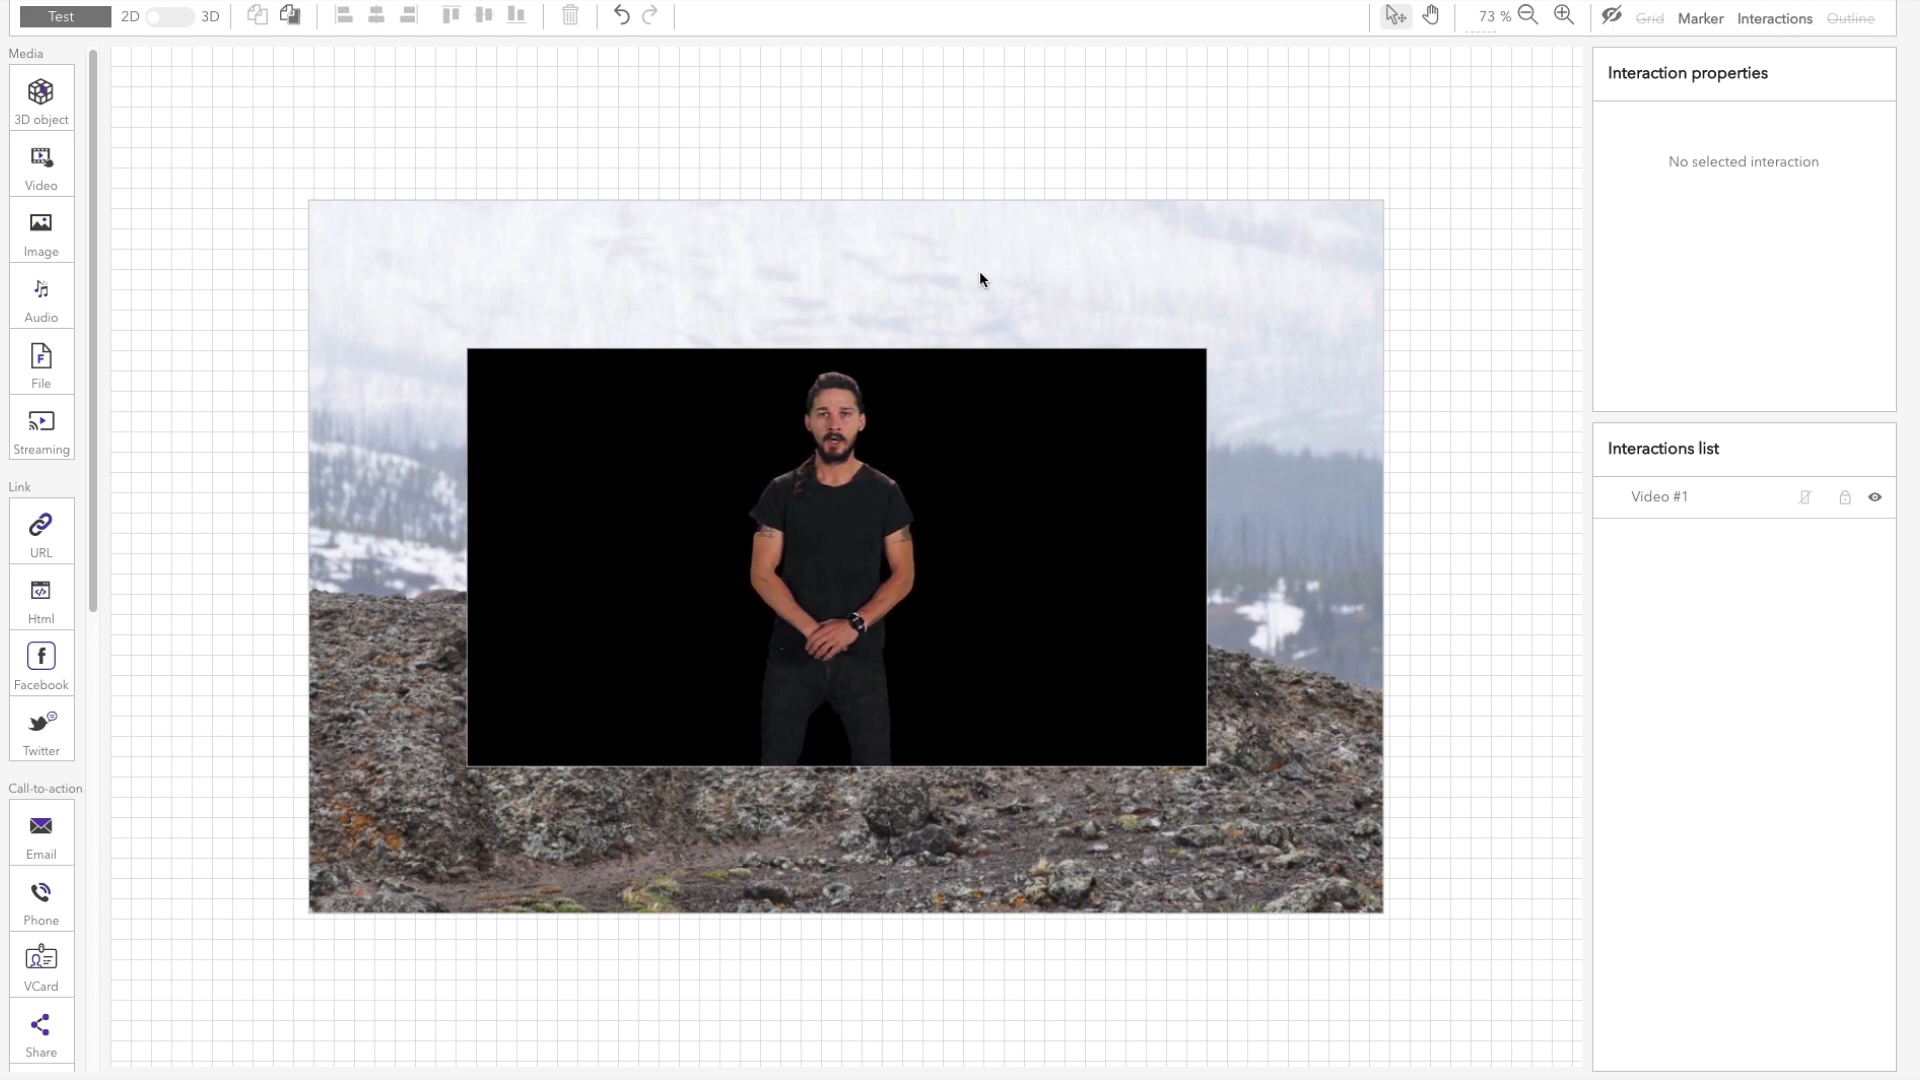 Test
2D 3D
73 %
Grid Marker Interactions Outline
Media
3D object
Video
Image
Audio
File
Streaming
Link
URL
Html
Facebook
Twitter
Call-to-action
Email
Phone
VCard
Share
Interaction properties
No selected interaction
Interactions list
Video #1